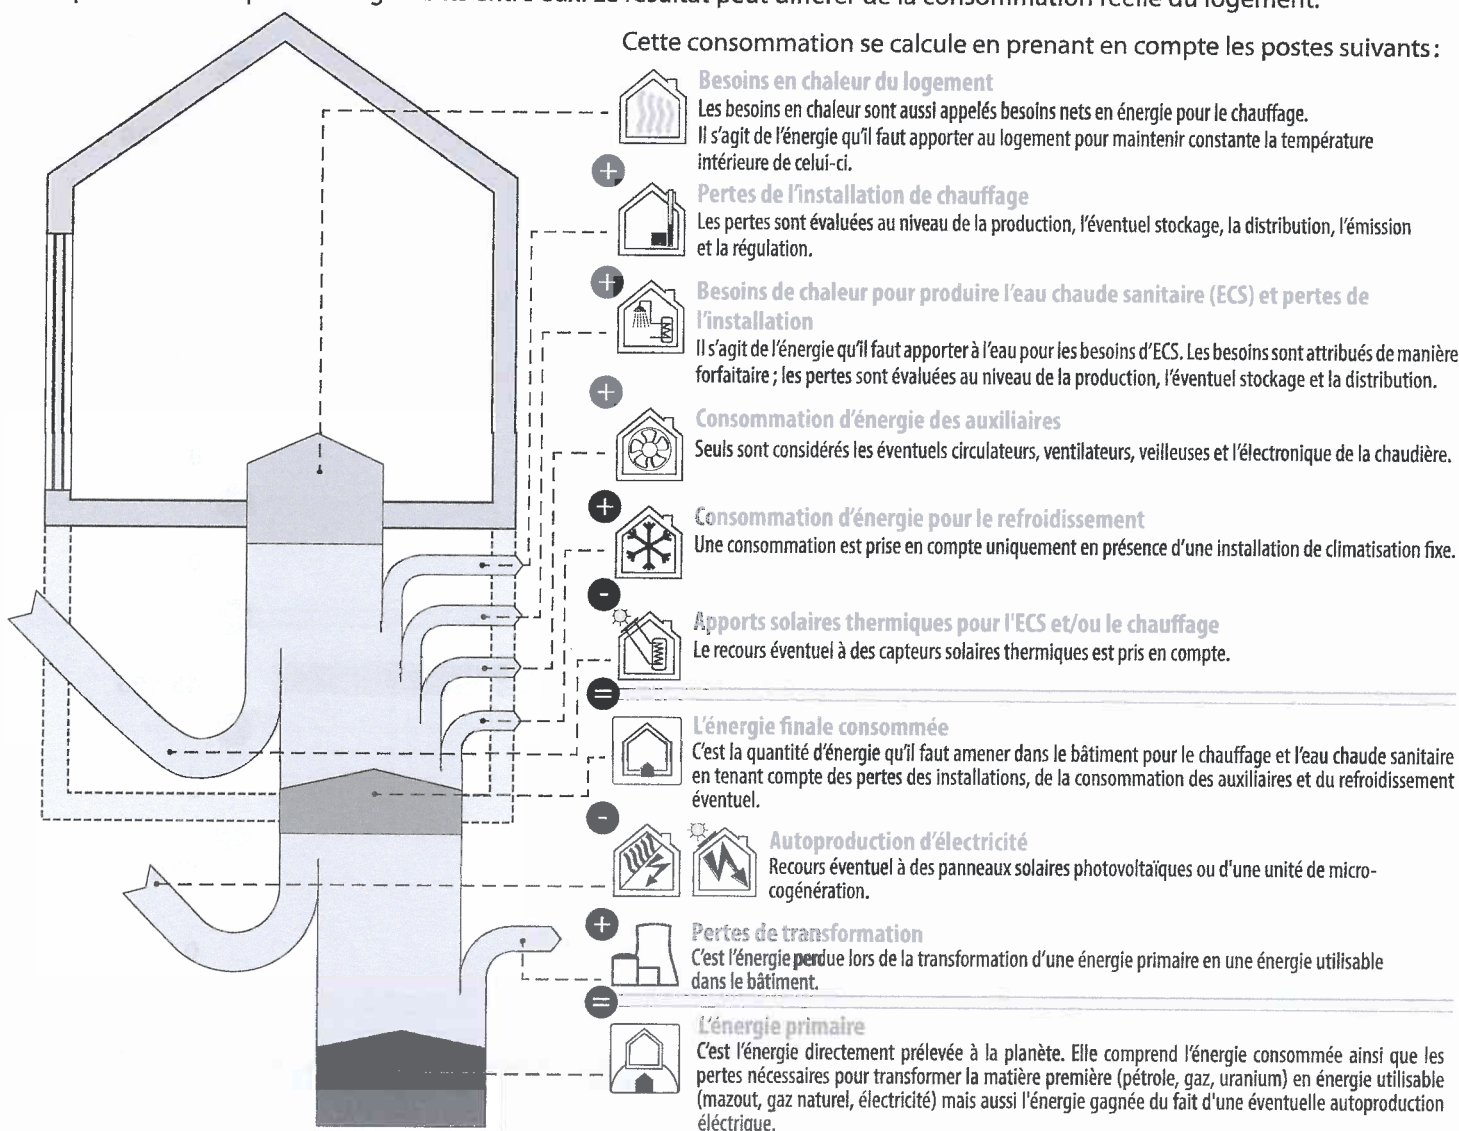 Cette consommation se calcule en prenant en compte les postes suivants :
Besoins en chaleur du logement
Les besoins en chaleur sont aussi appelés besoins nets en énergie pour le chauffage.
Il s'agit de l'énergie qu'il faut apporter au logement pour maintenir constante la température
intérieure de celui-ci.
+
Pertes de l'installation de chauffage
Les pertes sont évaluées au niveau de la production, l'éventuel stockage, la distribution, l'émission
et la régulation.
+
Besoins de chaleur pour produire l'eau chaude sanitaire (ECS) et pertes de
l'installation
Il s'agit de l'énergie qu'il faut apporter à l'eau pour les besoins d'ECS. Les besoins sont attribués de manière
forfaitaire ; les pertes sont évaluées au niveau de la production, l'éventuel stockage et la distribution.
+
Consommation d'énergie des auxiliaires
Seuls sont considérés les éventuels circulateurs, ventilateurs, veilleuses et l'électronique de la chaudière.
+
Consommation d'énergie pour le refroidissement
Une consommation est prise en compte uniquement en présence d'une installation de climatisation fixe.
-
Apports solaires thermiques pour l'ECS et/ou le chauffage
Le recours éventuel à des capteurs solaires thermiques est pris en compte.
=
L'énergie finale consommée
C'est la quantité d'énergie qu'il faut amener dans le bâtiment pour le chauffage et l'eau chaude sanitaire
en tenant compte des pertes des installations, de la consommation des auxiliaires et du refroidissement
éventuel.
-
Autoproduction d'électricité
Recours éventuel à des panneaux solaires photovoltaïques ou d'une unité de micro-
cogénération.
+
Pertes de transformation
C'est l'énergie perdue lors de la transformation d'une énergie primaire en une énergie utilisable
dans le bâtiment.
=
L'énergie primaire
C'est l'énergie directement prélevée à la planète. Elle comprend l'énergie consommée ainsi que les
pertes nécessaires pour transformer la matière première (pétrole, gaz, uranium) en énergie utilisable
(mazout, gaz naturel, électricité) mais aussi l'énergie gagnée du fait d'une éventuelle autoproduction
éléctrique.